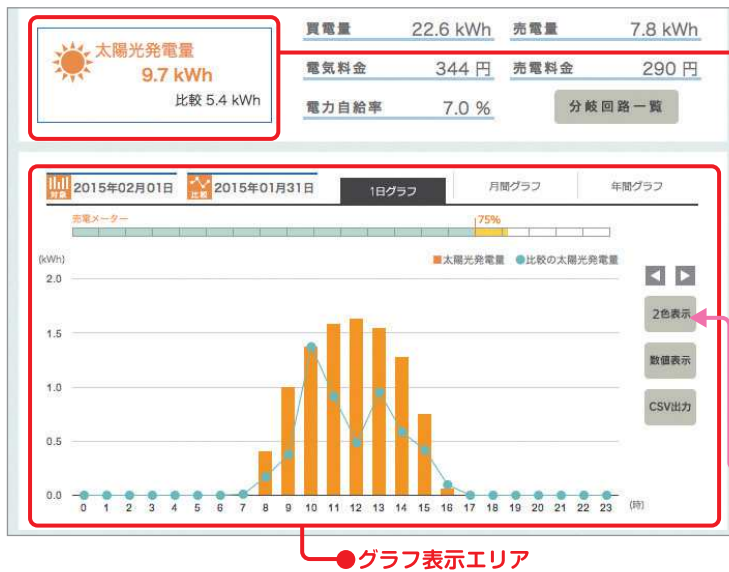 太陽光発電量
9.7 kWh
比較 5.4 kWh
買電量 22.6 kWh 売電量 7.8 kWh
電気料金 344 円 売電料金 290 円
電力自給率 7.0 %
分岐回路一覧
対象 2015年02月01日 比較 2015年01月31日 1日グラフ 月間グラフ 年間グラフ
売電メーター 75%
(kWh)
太陽光発電量 比較の太陽光発電量
2.0
1.5
1.0
0.5
0.0
0 1 2 3 4 5 6 7 8 9 10 11 12 13 14 15 16 17 18 19 20 21 22 23 (時)
2色表示
数値表示
CSV出力
グラフ表示エリア